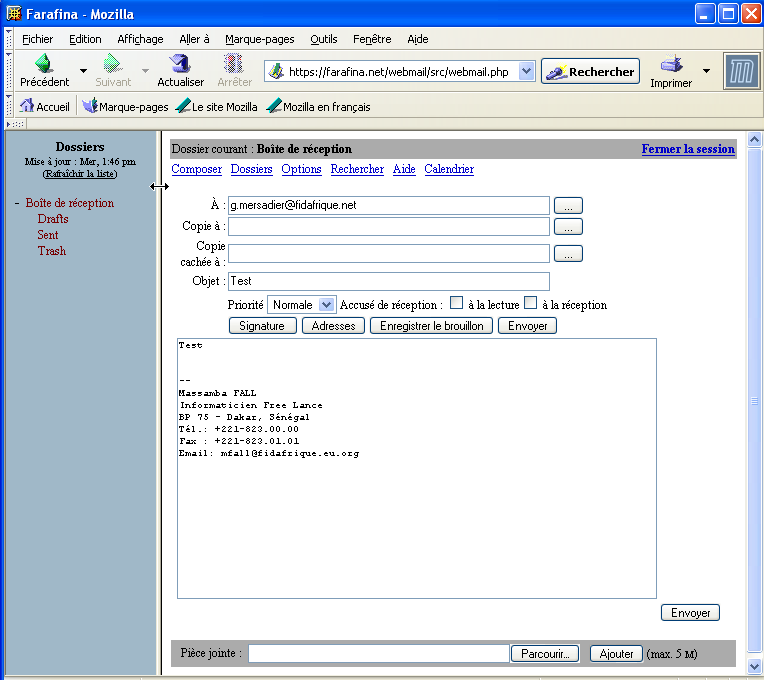 Farafina - Mozilla
Fichier Edition Affichage Aller à Marque-pages Outils Fenêtre Aide
Précédent Suivant Actualiser Arrêter https://farafina.net/webmail/src/webmail.php Rechercher Imprimer
Accueil Marque-pages Le site Mozilla Mozilla en français
Dossiers
Mise à jour : Mer, 1:46 pm
(Rafraîchir la liste)
- Boîte de réception
Drafts
Sent
Trash
Dossier courant : Boîte de réception Fermer la session
Composer Dossiers Options Rechercher Aide Calendrier
À : g.mersadier@fidafrique.net ...
Copie à : ...
Copie
cachée à : ...
Objet : Test
Priorité Normale Accusé de réception : à la lecture à la réception
Signature Adresses Enregistrer le brouillon Envoyer
Test
--
Massamba FALL
Informaticien Free Lance
BP 75 - Dakar, Sénégal
Tél.: +221-823.00.00
Fax : +221-823.01.01
Email: mfall@fidafrique.eu.org
Envoyer
Pièce jointe : Parcourir... Ajouter (max. 5 M)